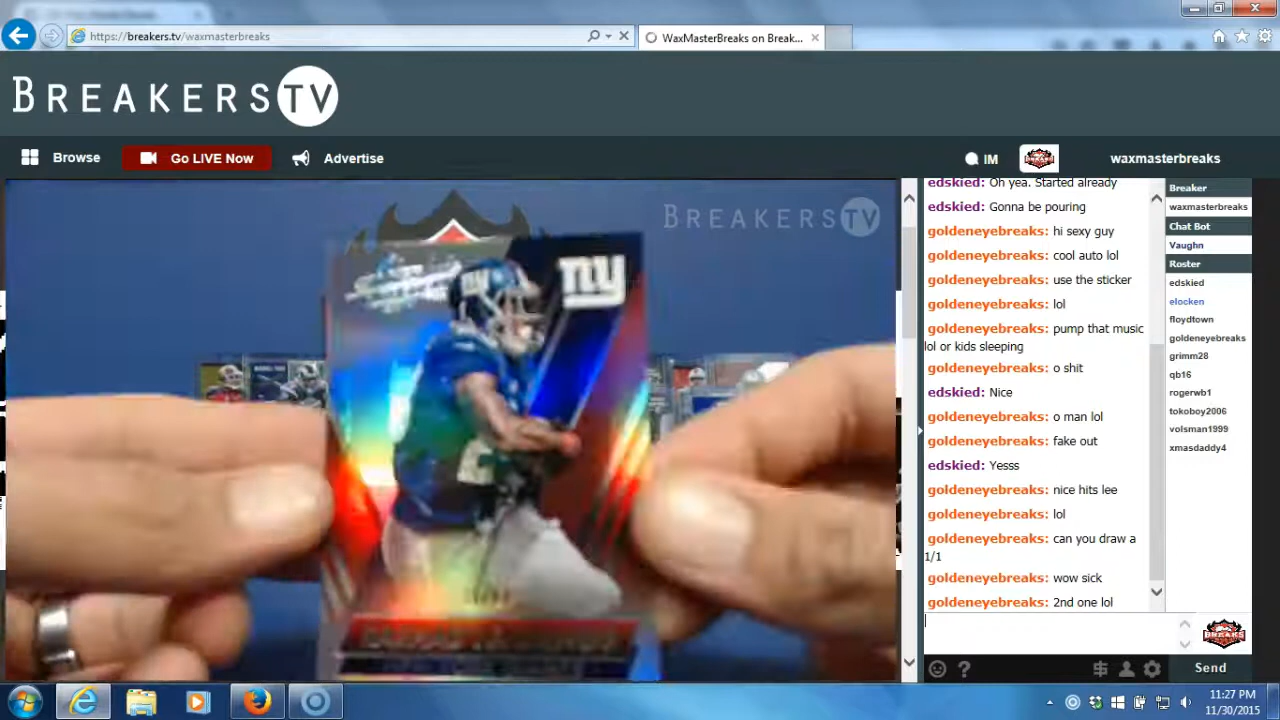 https://breakers.tv/waxmasterbreaks
WaxMasterBreaks on Break...
BREAKERSTV
Browse
Go LIVE Now
Advertise
IM
waxmasterbreaks
BREAKERSTV
ny
edskied: Oh yea. Started already
edskied: Gonna be pouring
goldeneyebreaks: hi sexy guy
goldeneyebreaks: cool auto lol
goldeneyebreaks: use the sticker
goldeneyebreaks: lol
goldeneyebreaks: pump that music
lol or kids sleeping
goldeneyebreaks: o shit
edskied: Nice
goldeneyebreaks: o man lol
goldeneyebreaks: fake out
edskied: Yesss
goldeneyebreaks: nice hits lee
goldeneyebreaks: lol
goldeneyebreaks: can you draw a
1/1
goldeneyebreaks: wow sick
goldeneyebreaks: 2nd one lol
Breaker
waxmasterbreaks
Chat Bot
Vaughn
Roster
edskied
elocken
floydtown
goldeneyebreaks
grimm28
qb16
rogerwb1
tokoboy2006
volsman1999
xmasdaddy4
BREAKS
Send
11:27 PM
11/30/2015